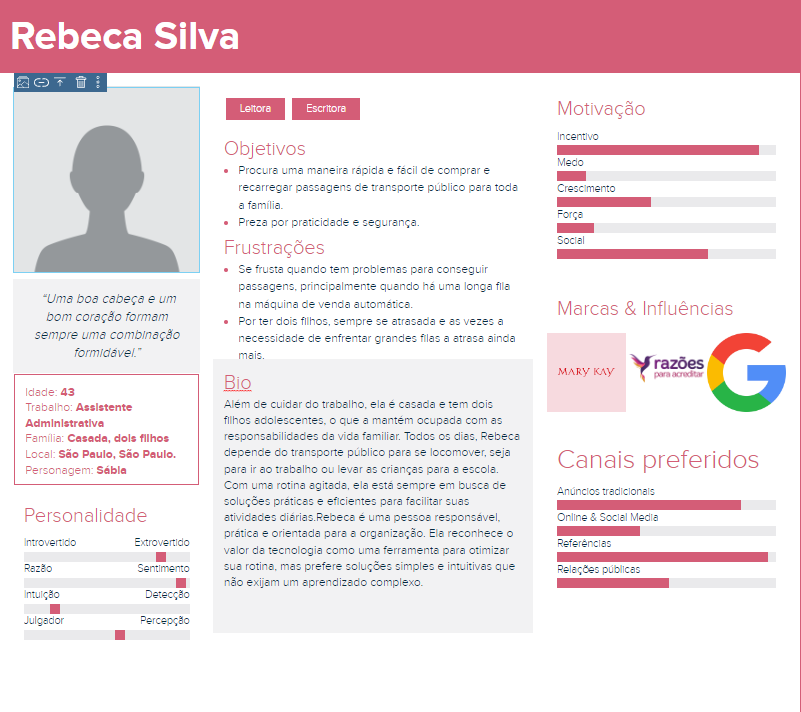 Rebeca Silva
“Uma boa cabeça e um
bom coração formam
sempre uma combinação
formidável.”
Idade: 43
Trabalho: Assistente
Administrativa
Família: Casada, dois filhos
Local: São Paulo, São Paulo.
Personagem: Sábia
Personalidade
Introvertido Extrovertido
Razão Sentimento
Intuição Detecção
Julgador Percepção
Leitora Escritora
Objetivos
Procura uma maneira rápida e fácil de comprar e
recarregar passagens de transporte público para toda
a família.
Preza por praticidade e segurança.
Frustrações
Se frusta quando tem problemas para conseguir
passagens, principalmente quando há uma longa fila
na máquina de venda automática.
Por ter dois filhos, sempre se atrasada e as vezes a
necessidade de enfrentar grandes filas a atrasa ainda
mais.
Bio
Além de cuidar do trabalho, ela é casada e tem dois
filhos adolescentes, o que a mantém ocupada com as
responsabilidades da vida familiar. Todos os dias, Rebeca
depende do transporte público para se locomover, seja
para ir ao trabalho ou levar as crianças para a escola.
Com uma rotina agitada, ela está sempre em busca de
soluções práticas e eficientes para facilitar suas
atividades diárias.Rebeca é uma pessoa responsável,
prática e orientada para a organização. Ela reconhece o
valor da tecnologia como uma ferramenta para otimizar
sua rotina, mas prefere soluções simples e intuitivas que
não exijam um aprendizado complexo.
Motivação
Incentivo
Medo
Crescimento
Força
Social
Marcas & Influências
MARY KAY
razões
para acreditar
Canais preferidos
Anúncios tradicionais
Online & Social Media
Referências
Relações públicas